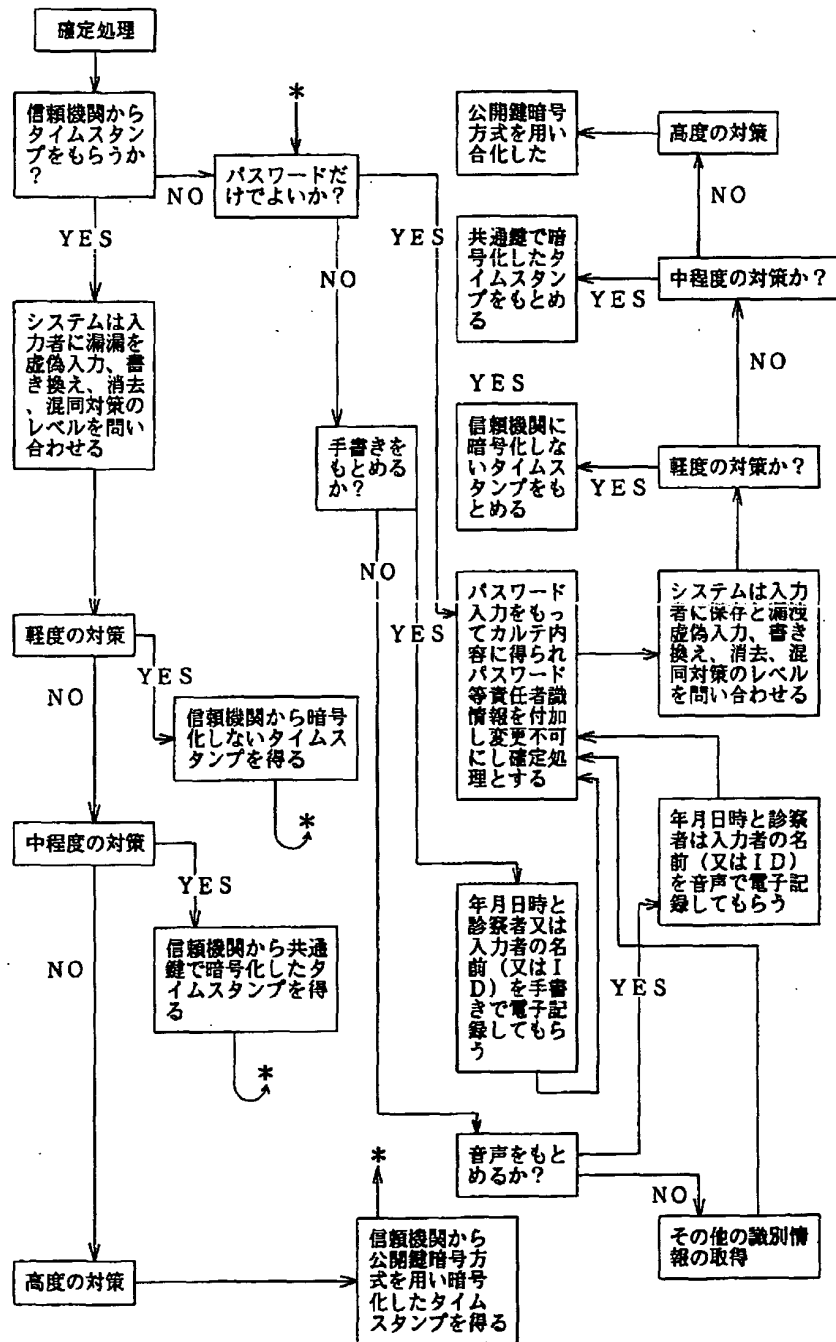 確定処理
信頼機関から
タイムスタン
プをもらうか
？
NO
YES
システムは入
力者に漏漏を
虚偽入力、書
き換え、消去
、混同対策の
レベルを問い
合わせる
軽度の対策
YES
NO
信頼機関から暗号
化しないタイムス
タンプを得る
*
中程度の対策
YES
NO
信頼機関から共通
鍵で暗号化したタ
イムスタンプを得
る
*
高度の対策
信頼機関から
公開鍵暗号方
式を用い暗号
化したタイム
スタンプを得る
*
*
パスワードだ
けでよいか？
YES
NO
手書きを
もとめる
か？
NO
YES
年月日時と
診察者又は
入力者の名
前（又はI
D）を手書
きで電子記
録してもら
う
音声をもと
めるか？
YES
NO
年月日時と診察
者は入力者の名
前（又はID）
を音声で電子記
録してもらう
その他の識別情
報の取得
パスワード
入力をもっ
てカルテ内
容に得られ
パスワード
等責任者識
情報を付加
し変更不可
にし確定処
理とする
システムは入力
者に保存と漏洩
虚偽入力、書き
換え、消去、混
同対策のレベル
を問い合わせる
軽度の対策か？
YES
NO
信頼機関に
暗号化しな
いタイムス
タンプをも
とめる
YES
中程度の対策か？
YES
NO
共通鍵で暗
号化したタ
イムスタン
プをもとめ
る
高度の対策
公開鍵暗号
方式を用い
合化した